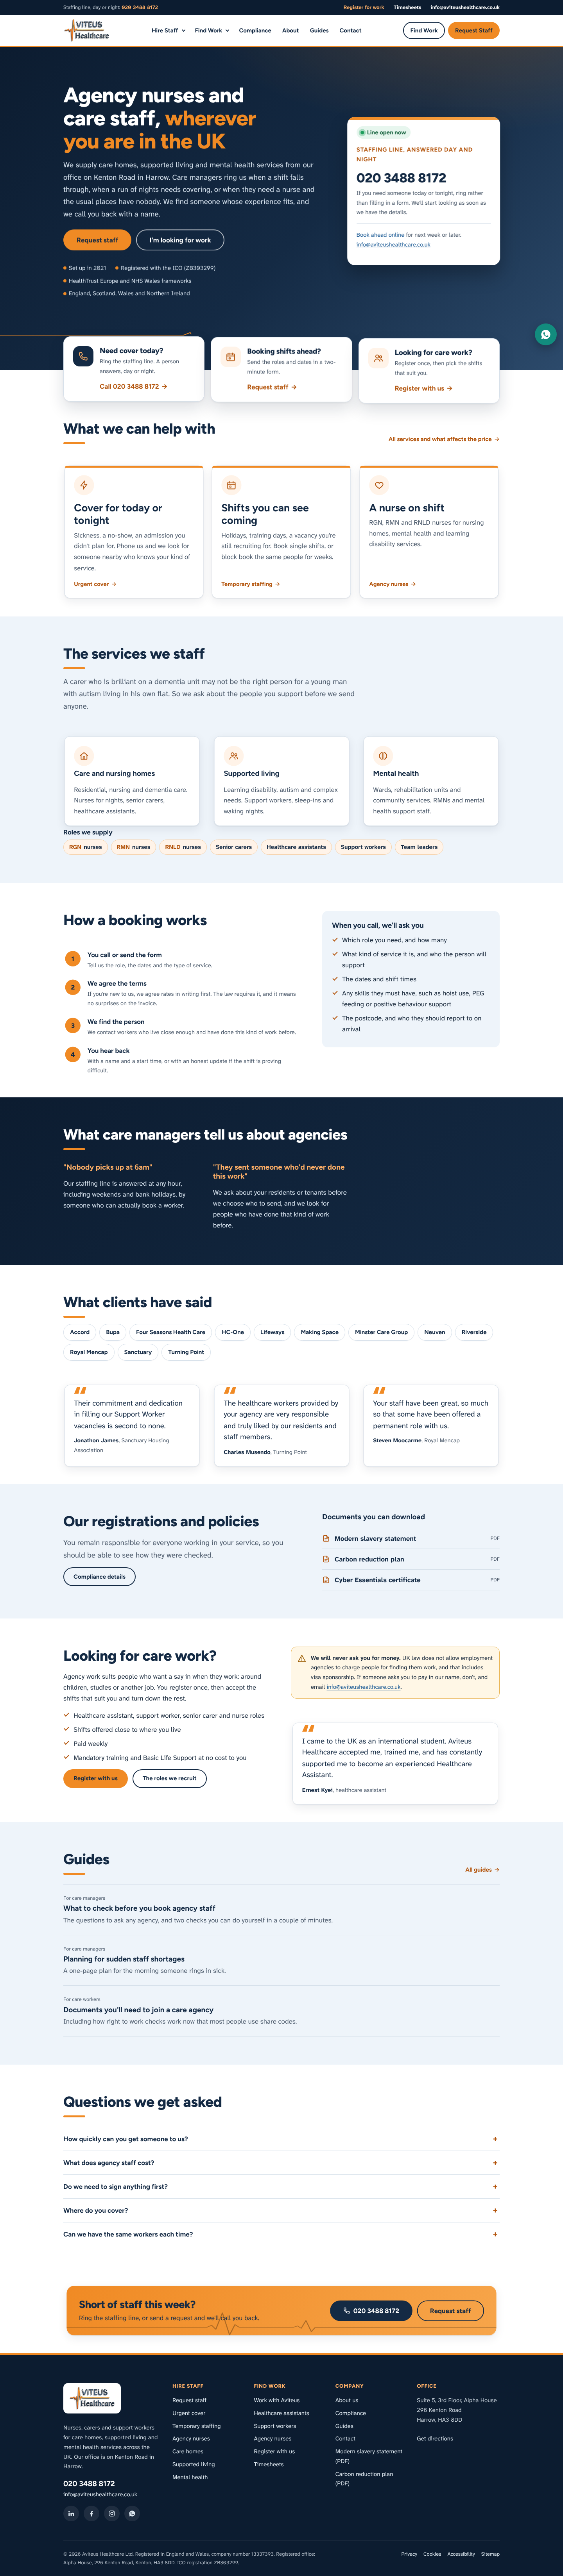 Staffing line, day or night: 020 3488 8172
Register for work
Timesheets
info@aviteushealthcare.co.uk
VITEUS
Healthcare
Hire Staff
Find Work
Compliance
About
Guides
Contact
Find Work
Request Staff
Agency nurses and
care staff, wherever
you are in the UK
We supply care homes, supported living and mental health services from our
office on Kenton Road in Harrow. Care managers ring us when a shift falls
through, when a run of nights needs covering, or when they need a nurse and
the usual places have nobody. We find someone whose experience fits, and
we call you back with a name.
Request staff
I'm looking for work
Set up in 2021
Registered with the ICO (ZB303299)
HealthTrust Europe and NHS Wales frameworks
England, Scotland, Wales and Northern Ireland
Line open now
STAFFING LINE, ANSWERED DAY AND
NIGHT
020 3488 8172
If you need someone today or tonight, ring rather
than filling in a form. We'll start looking as soon as
we have the details.
Book ahead online for next week or later.
info@aviteushealthcare.co.uk
Need cover today?
Ring the staffing line. A person
answers, day or night.
Call 020 3488 8172 →
Booking shifts ahead?
Send the roles and dates in a two-
minute form.
Request staff →
Looking for care work?
Register once, then pick the shifts
that suit you.
Register with us →
What we can help with
All services and what affects the price →
Cover for today or
tonight
Sickness, a no-show, an admission you
didn't plan for. Phone us and we look for
someone nearby who knows your kind of
service.
Urgent cover →
Shifts you can see
coming
Holidays, training days, a vacancy you're
still recruiting for. Book single shifts, or
block book the same people for weeks.
Temporary staffing →
A nurse on shift
RGN, RMN and RNLD nurses for nursing
homes, mental health and learning
disability services.
Agency nurses →
The services we staff
A carer who is brilliant on a dementia unit may not be the right person for a young man
with autism living in his own flat. So we ask about the people you support before we send
anyone.
Care and nursing homes
Residential, nursing and dementia care.
Nurses for nights, senior carers,
healthcare assistants.
Supported living
Learning disability, autism and complex
needs. Support workers, sleep-ins and
waking nights.
Mental health
Wards, rehabilitation units and
community services. RMNs and mental
health support staff.
Roles we supply
RGN nurses
RMN nurses
RNLD nurses
Senior carers
Healthcare assistants
Support workers
Team leaders
How a booking works
1
You call or send the form
Tell us the role, the dates and the type of service.
2
We agree the terms
If you're new to us, we agree rates in writing first. The law requires it, and it means
no surprises on the invoice.
3
We find the person
We contact workers who live close enough and have done this kind of work before.
4
You hear back
With a name and a start time, or with an honest update if the shift is proving
difficult.
When you call, we'll ask you
Which role you need, and how many
What kind of service it is, and who the person will
support
The dates and shift times
Any skills they must have, such as hoist use, PEG
feeding or positive behaviour support
The postcode, and who they should report to on
arrival
What care managers tell us about agencies
"Nobody picks up at 6am"
Our staffing line is answered at any hour,
including weekends and bank holidays, by
someone who can actually book a worker.
"They sent someone who'd never done
this work"
We ask about your residents or tenants before
we choose who to send, and we look for
people who have done that kind of work
before.
What clients have said
Accord
Bupa
Four Seasons Health Care
HC-One
Lifeways
Making Space
Minster Care Group
Neuven
Riverside
Royal Mencap
Sanctuary
Turning Point
Their commitment and dedication
in filling our Support Worker
vacancies is second to none.
Jonathon James, Sanctuary Housing
Association
The healthcare workers provided by
your agency are very responsible
and truly liked by our residents and
staff members.
Charles Musendo, Turning Point
Your staff have been great, so much
so that some have been offered a
permanent role with us.
Steven Moocarme, Royal Mencap
Our registrations and policies
You remain responsible for everyone working in your service, so you
should be able to see how they were checked.
Compliance details
Documents you can download
Modern slavery statement
PDF
Carbon reduction plan
PDF
Cyber Essentials certificate
PDF
Looking for care work?
Agency work suits people who want a say in when they work: around
children, studies or another job. You register once, then accept the
shifts that suit you and turn down the rest.
Healthcare assistant, support worker, senior carer and nurse roles
Shifts offered close to where you live
Paid weekly
Mandatory training and Basic Life Support at no cost to you
Register with us
The roles we recruit
We will never ask you for money. UK law does not allow employment
agencies to charge people for finding them work, and that includes
visa sponsorship. If someone asks you to pay in our name, don't, and
email info@aviteushealthcare.co.uk.
I came to the UK as an international student. Aviteus
Healthcare accepted me, trained me, and has constantly
supported me to become an experienced Healthcare
Assistant.
Ernest Kyei, healthcare assistant
Guides
All guides →
For care managers
What to check before you book agency staff
The questions to ask any agency, and two checks you can do yourself in a couple of minutes.
For care managers
Planning for sudden staff shortages
A one-page plan for the morning someone rings in sick.
For care workers
Documents you'll need to join a care agency
Including how right to work checks work now that most people use share codes.
Questions we get asked
How quickly can you get someone to us? +
What does agency staff cost? +
Do we need to sign anything first? +
Where do you cover? +
Can we have the same workers each time? +
Short of staff this week?
Ring the staffing line, or send a request and we'll call you back.
020 3488 8172
Request staff
VITEUS
Healthcare
Nurses, carers and support workers
for care homes, supported living and
mental health services across the
UK. Our office is on Kenton Road in
Harrow.
020 3488 8172
info@aviteushealthcare.co.uk
HIRE STAFF
Request staff
Urgent cover
Temporary staffing
Agency nurses
Care homes
Supported living
Mental health
FIND WORK
Work with Aviteus
Healthcare assistants
Support workers
Agency nurses
Register with us
Timesheets
COMPANY
About us
Compliance
Guides
Contact
Modern slavery statement
(PDF)
Carbon reduction plan
(PDF)
OFFICE
Suite 5, 3rd Floor, Alpha House
296 Kenton Road
Harrow, HA3 8DD
Get directions
© 2026 Aviteus Healthcare Ltd. Registered in England and Wales, company number 13337393. Registered office:
Alpha House, 296 Kenton Road, Kenton, HA3 8DD. ICO registration ZB303299.
Privacy
Cookies
Accessibility
Sitemap